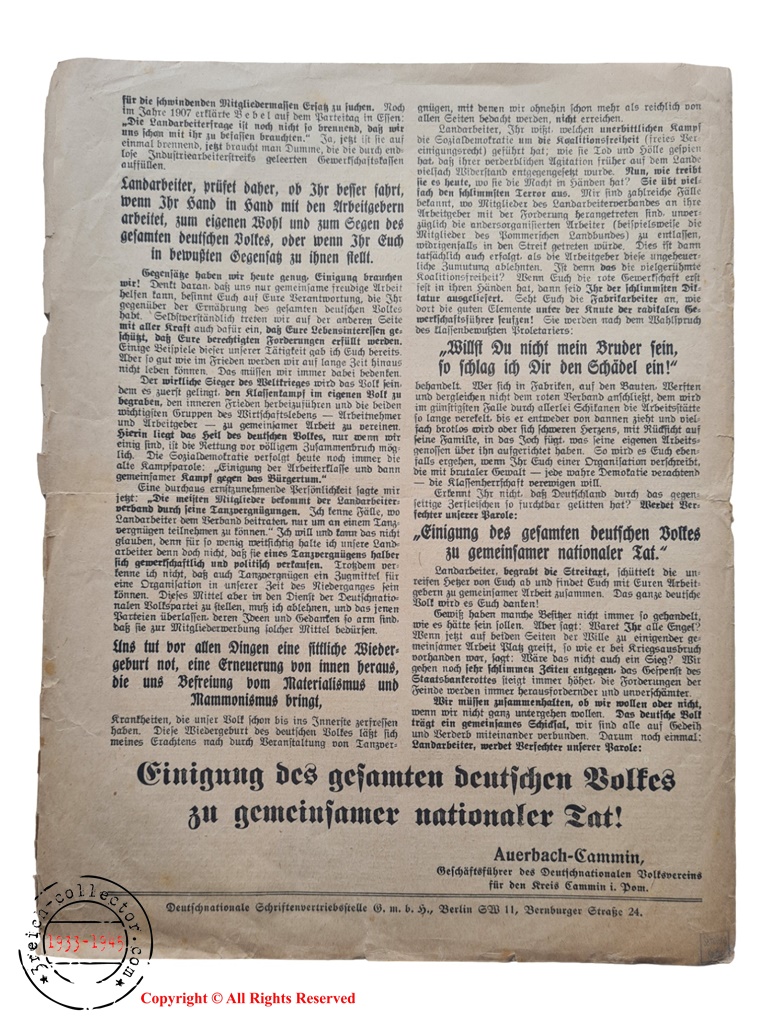 für die schwindenden Mitgliedermassen Ersatz zu suchen. Noch
im Jahre 1907 erklärte Bebel auf dem Parteitag in Essen:
„Die Landarbeiterfrage ist noch nicht so brennend, daß wir
uns schon mit ihr zu befassen brauchten.“ Ja, jetzt ist sie auf
einmal brennend, jetzt braucht man Dumme, die die durch end-
lose Industriearbeiterstreiks geleerten Gewerkschaftskassen
auffüllen.
Landarbeiter, prüfet daher, ob Ihr besser fahrt,
wenn Ihr Hand in Hand mit den Arbeitgebern
arbeitet, zum eigenen Wohl und zum Segen des
gesamten deutschen Volkes, oder wenn Ihr Euch
in bewußten Gegensatz zu ihnen stellt.
Gegensätze haben wir heute genug, Einigung brauchen
wir! Denkt daran, daß uns nur gemeinsame freudige Arbeit
helfen kann, besinnt Euch auf Eure Verantwortung, die Ihr
gegenüber der Ernährung des gesamten deutschen Volkes
habt. Selbstverständlich treten wir auf der anderen Seite
mit aller Kraft auch dafür ein, daß Eure Lebensinteressen ge-
schützt, daß Eure berechtigten Forderungen erfüllt werden.
Einige Beispiele dieser unserer Tätigkeit gab ich Euch bereits.
Aber so gut wie im Frieden werden wir auf lange Zeit hinaus
nicht leben können. Das müssen wir immer dabei bedenken.
Der wirkliche Sieger des Weltkrieges wird das Volk sein,
dem es zuerst gelingt, den Klassenkampf im eigenen Volk zu
begraben, den inneren Frieden herbeizuführen und die beiden
wichtigsten Gruppen des Wirtschaftslebens — Arbeitnehmer
und Arbeitgeber — zu gemeinsamer Arbeit zu vereinen.
Hierin liegt das Heil des deutschen Volkes, nur wenn wir
einig sind, ist die Rettung vor völligem Zusammenbruch mög-
lich. Die Sozialdemokratie verfolgt heute noch immer die
alte Kampfparole: „Einigung der Arbeiterklasse und dann
gemeinsamer Kampf gegen das Bürgertum.“
Eine durchaus ernstzunehmende Persönlichkeit sagte mir
jetzt: „Die meisten Mitglieder bekommt der Landarbeiter-
verband durch seine Tanzvergnügungen. Ich kenne Fälle, wo
Landarbeiter dem Verband beitraten, nur um an einem Tanz-
vergnügen teilnehmen zu können.“ Ich will und kann das nicht
glauben, denn für so wenig weitsichtig halte ich unsere Land-
arbeiter denn doch nicht, daß sie eines Tanzvergnügens halber
sich gewerkschaftlich und politisch verkaufen. Trotzdem ver-
kenne ich nicht, daß auch Tanzvergnügen ein Zugmittel für
eine Organisation in unserer Zeit des Niederganges sein
können. Dieses Mittel aber in den Dienst der Deutschnatio-
nalen Volkspartei zu stellen, muß ich ablehnen, und das jenen
Parteien überlassen, deren Ideen und Gedanken so arm sind,
daß sie zur Mitgliederwerbung solcher Mittel bedürfen.
Uns tut vor allen Dingen eine sittliche Wieder-
geburt not, eine Erneuerung von innen heraus,
die uns Befreiung vom Materialismus und
Mammonismus bringt,
Krankheiten, die unser Volk schon bis ins Innerste zerfressen
haben. Diese Wiedergeburt des deutschen Volkes läßt sich
meines Erachtens nach durch Veranstaltung von Tanzver-
gnügen, mit denen wir ohnehin schon mehr als reichlich von
allen Seiten bedacht werden, nicht erreichen.
Landarbeiter, Ihr wißt, welchen unerbittlichen Kampf
die Sozialdemokratie um die Koalitionsfreiheit (freies Ver-
einigungsrecht) geführt hat; wie sie Tod und Hölle gespien
hat, daß ihrer verderblichen Agitation früher auf dem Lande
vielfach Widerstand entgegengesetzt wurde. Nun, wie treibt
sie es heute, wo sie die Macht in Händen hat? Sie übt viel-
fach den schlimmsten Terror aus. Mir sind zahlreiche Fälle
bekannt, wo Mitglieder des Landarbeiterverbandes an ihre
Arbeitgeber mit der Forderung herangetreten sind, unver-
züglich die andersorganisierten Arbeiter (beispielsweise die
Mitglieder des Pommerschen Landbundes) zu entlassen,
widrigenfalls in den Streik getreten würde. Dies ist dann
tatsächlich auch erfolgt, als die Arbeitgeber diese ungeheuer-
liche Zumutung ablehnten. Ist denn das die vielgerühmte
Koalitionsfreiheit? Wenn Euch die rote Gewerkschaft erst
fest in ihren Händen hat, dann seid Ihr der schlimmsten Dik-
tatur ausgeliefert. Seht Euch die Fabrikarbeiter an, wie
dort die guten Elemente unter der Knute der radikalen Ge-
werkschaftsführer seufzen! Sie werden nach dem Wahlspruch
des klassenbewußten Proletariers:
„Willst Du nicht mein Bruder sein,
so schlag ich Dir den Schädel ein!“
behandelt. Wer sich in Fabriken, auf den Bauten, Werften
und dergleichen nicht dem roten Verband anschließt, dem wird
im günstigsten Falle durch allerlei Schikanen die Arbeitsstätte
so lange verekelt, bis er entweder von dannen zieht und viel-
fach brotlos wird oder sich schweren Herzens, mit Rücksicht auf
seine Familie, in das Joch fügt, was seine eigenen Arbeits-
genossen über ihn aufgerichtet haben. So wird es Euch eben-
falls ergehen, wenn Ihr Euch einer Organisation verschreibt,
die mit brutaler Gewalt — jede wahre Demokatie verachtend
— die Klassenherrschaft verewigen will.
Erkennt Ihr nicht, daß Deutschland durch das gegen-
seitige Zerfleischen so furchtbar gelitten hat? Werdet Ver-
fechter unserer Parole:
„Einigung des gesamten deutschen Volkes
zu gemeinsamer nationaler Tat.“
Landarbeiter, begrabt die Streitaxt, schüttelt die un-
reifen Hetzer von Euch ab und findet Euch mit Euren Arbeit-
gebern zu gemeinsamer Arbeit zusammen. Das ganze deutsche
Volk wird es Euch danken!
Gewiß haben manche Besitzer nicht immer so gehandelt,
wie es hätte sein sollen. Aber sagt: Waret Ihr alle Engel?
Wenn jetzt auf beiden Seiten der Wille zu einigender ge-
meinsamer Arbeit Platz greift, so wie er bei Kriegsausbruch
vorhanden war, sagt: Wäre das nicht auch ein Sieg? Wir
gehen noch sehr schlimmen Zeiten entgegen, das Gespenst des
Staatsbankerottes steigt immer höher, die Forderungen der
Feinde werden immer herausfordernder und unverschämter.
Wir müssen zusammenhalten, ob wir wollen oder nicht,
wenn wir nicht ganz untergehen wollen. Das deutsche Volk
trägt ein gemeinsames Schicksal, wir sind alle auf Gedeih
und Verderb miteinander verbunden. Darum noch einmal:
Landarbeiter, werdet Verfechter unserer Parole:
Einigung des gesamten deutschen Volkes
zu gemeinsamer nationaler Tat!
Auerbach-Cammin,
Geschäftsführer des Deutschnationalen Volksvereins
für den Kreis Cammin i. Pom.
Deutschnationale Schriftenvertriebsstelle G. m. b. H., Berlin SW 11, Bernburger Straße 24.
3reich-collector.com
1933-1945
Copyright © All Rights Reserved